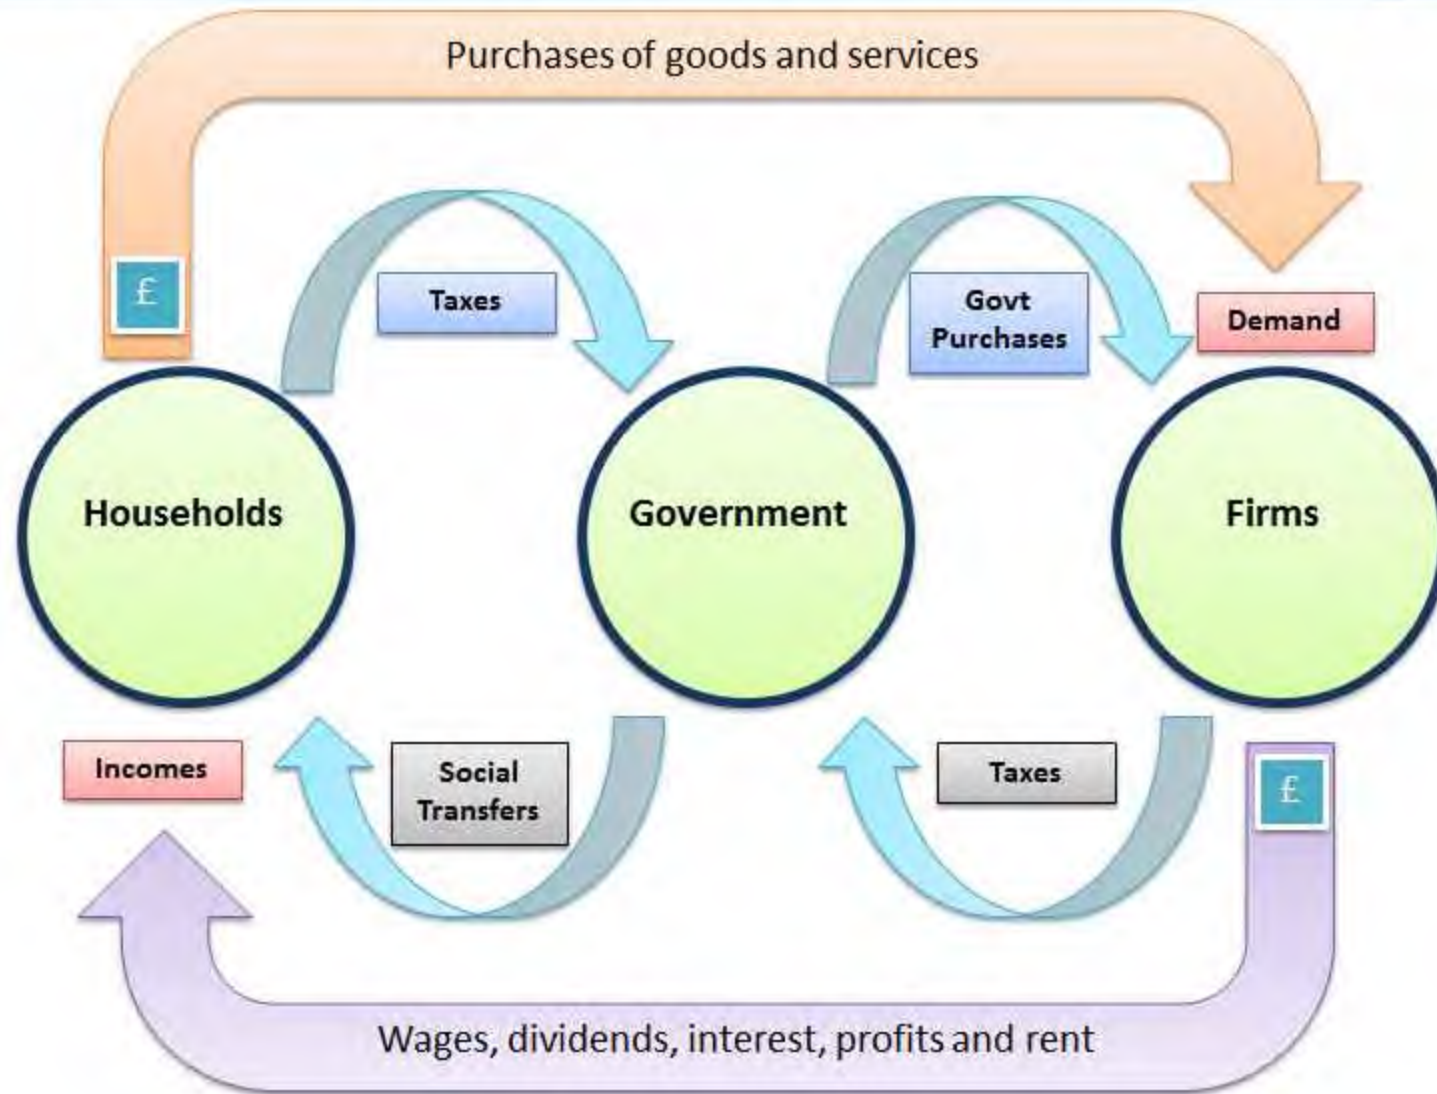 Purchases of goods and services
£
Taxes
Govt
Purchases
Demand
Households
Government
Firms
Incomes
Social
Transfers
Taxes
£
Wages, dividends, interest, profits and rent